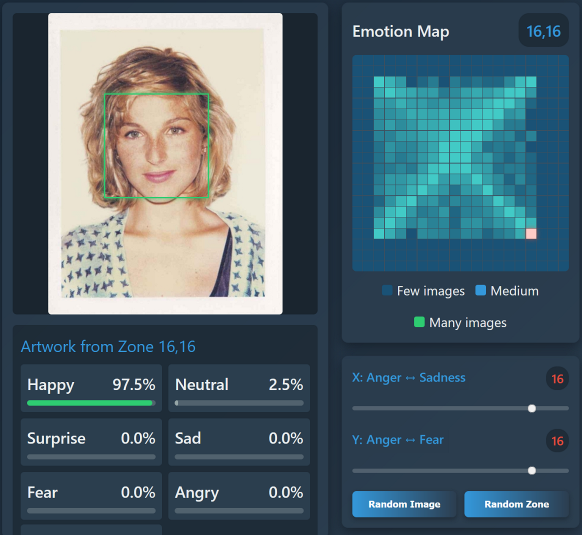 Emotion Map
16,16
Few images
Medium
Many images
Artwork from Zone 16,16
Happy 97.5%
Neutral 2.5%
Surprise 0.0%
Sad 0.0%
Fear 0.0%
Angry 0.0%
X: Anger ↔ Sadness
16
Y: Anger ↔ Fear
16
Random Image
Random Zone